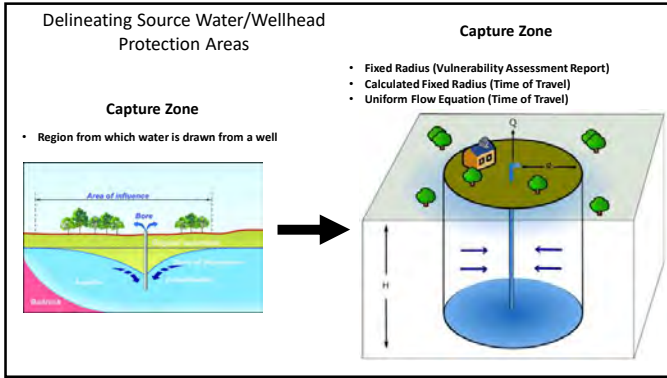 Delineating Source Water/Wellhead
Protection Areas
Capture Zone
• Region from which water is drawn from a well
Area of influence
Bore
Bedrock
Capture Zone
• Fixed Radius (Vulnerability Assessment Report)
• Calculated Fixed Radius (Time of Travel)
• Uniform Flow Equation (Time of Travel)
Q
H